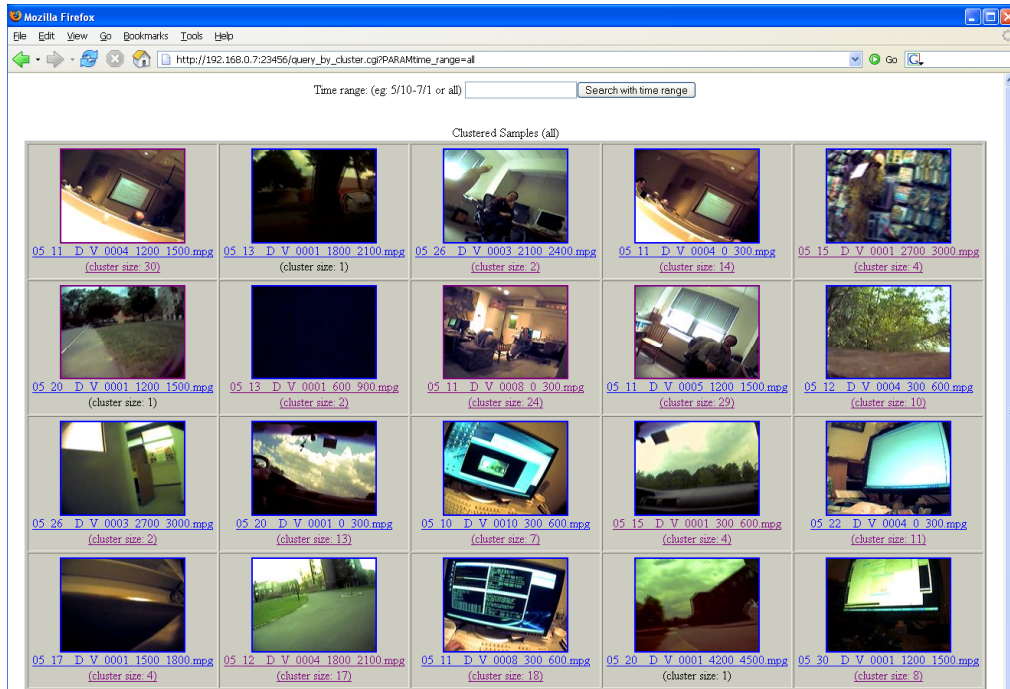 Mozilla Firefox
File Edit View Go Bookmarks Tools Help
http://192.168.0.7:23456/query_by_cluster.cgi?PARAMtime_range=all Go
Time range: (eg: 5/10-7/1 or all) Search with time range
Clustered Samples (all)
05_11__D_V_0004_1200_1500.mpg 05_13__D_V_0001_1800_2100.mpg 05_26__D_V_0003_2100_2400.mpg 05_11__D_V_0004_0_300.mpg 05_15__D_V_0001_2700_3000.mpg
(cluster size: 30) (cluster size: 1) (cluster size: 2) (cluster size: 14) (cluster size: 4)
05_20__D_V_0001_1200_1500.mpg 05_13__D_V_0001_600_900.mpg 05_11__D_V_0008_0_300.mpg 05_11__D_V_0005_1200_1500.mpg 05_12__D_V_0004_300_600.mpg
(cluster size: 1) (cluster size: 2) (cluster size: 24) (cluster size: 29) (cluster size: 10)
05_26__D_V_0003_2700_3000.mpg 05_20__D_V_0001_0_300.mpg 05_10__D_V_0010_300_600.mpg 05_15__D_V_0001_300_600.mpg 05_22__D_V_0004_0_300.mpg
(cluster size: 2) (cluster size: 13) (cluster size: 7) (cluster size: 4) (cluster size: 11)
05_17__D_V_0001_1500_1800.mpg 05_12__D_V_0004_1800_2100.mpg 05_11__D_V_0008_300_600.mpg 05_20__D_V_0001_4200_4500.mpg 05_30__D_V_0001_1200_1500.mpg
(cluster size: 4) (cluster size: 17) (cluster size: 18) (cluster size: 1) (cluster size: 8)